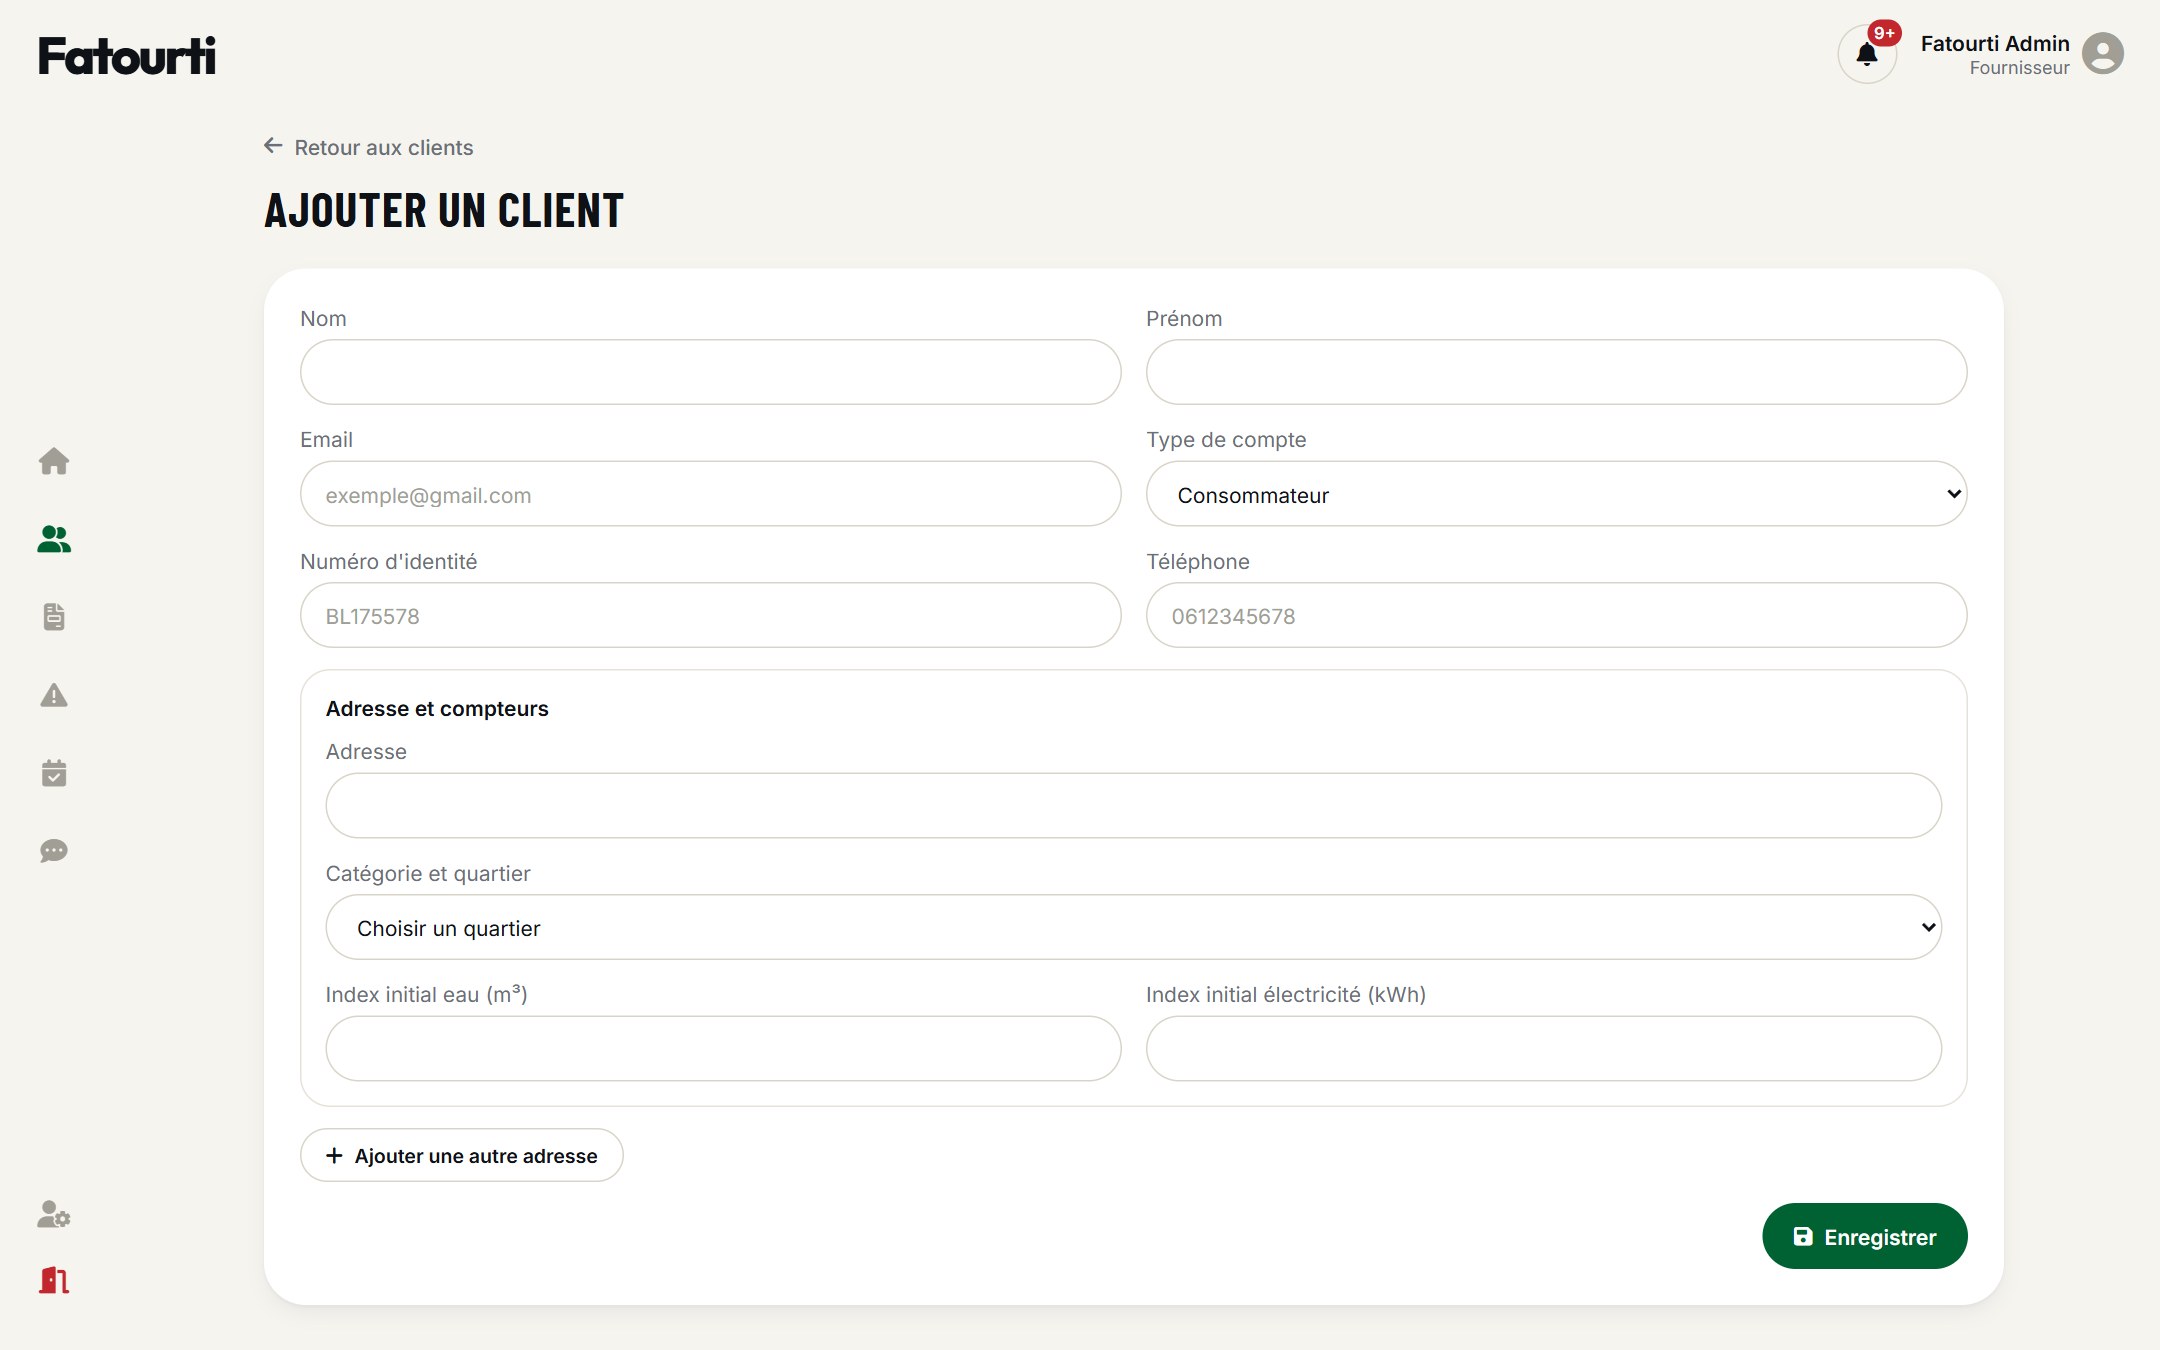 Fatourti
9+
Fatourti Admin
Fournisseur
Retour aux clients
AJOUTER UN CLIENT
Nom
Prénom
Email
exemple@gmail.com
Type de compte
Consommateur
Numéro d'identité
BL175578
Téléphone
0612345678
Adresse et compteurs
Adresse
Catégorie et quartier
Choisir un quartier
Index initial eau (m³)
Index initial électricité (kWh)
Ajouter une autre adresse
Enregistrer